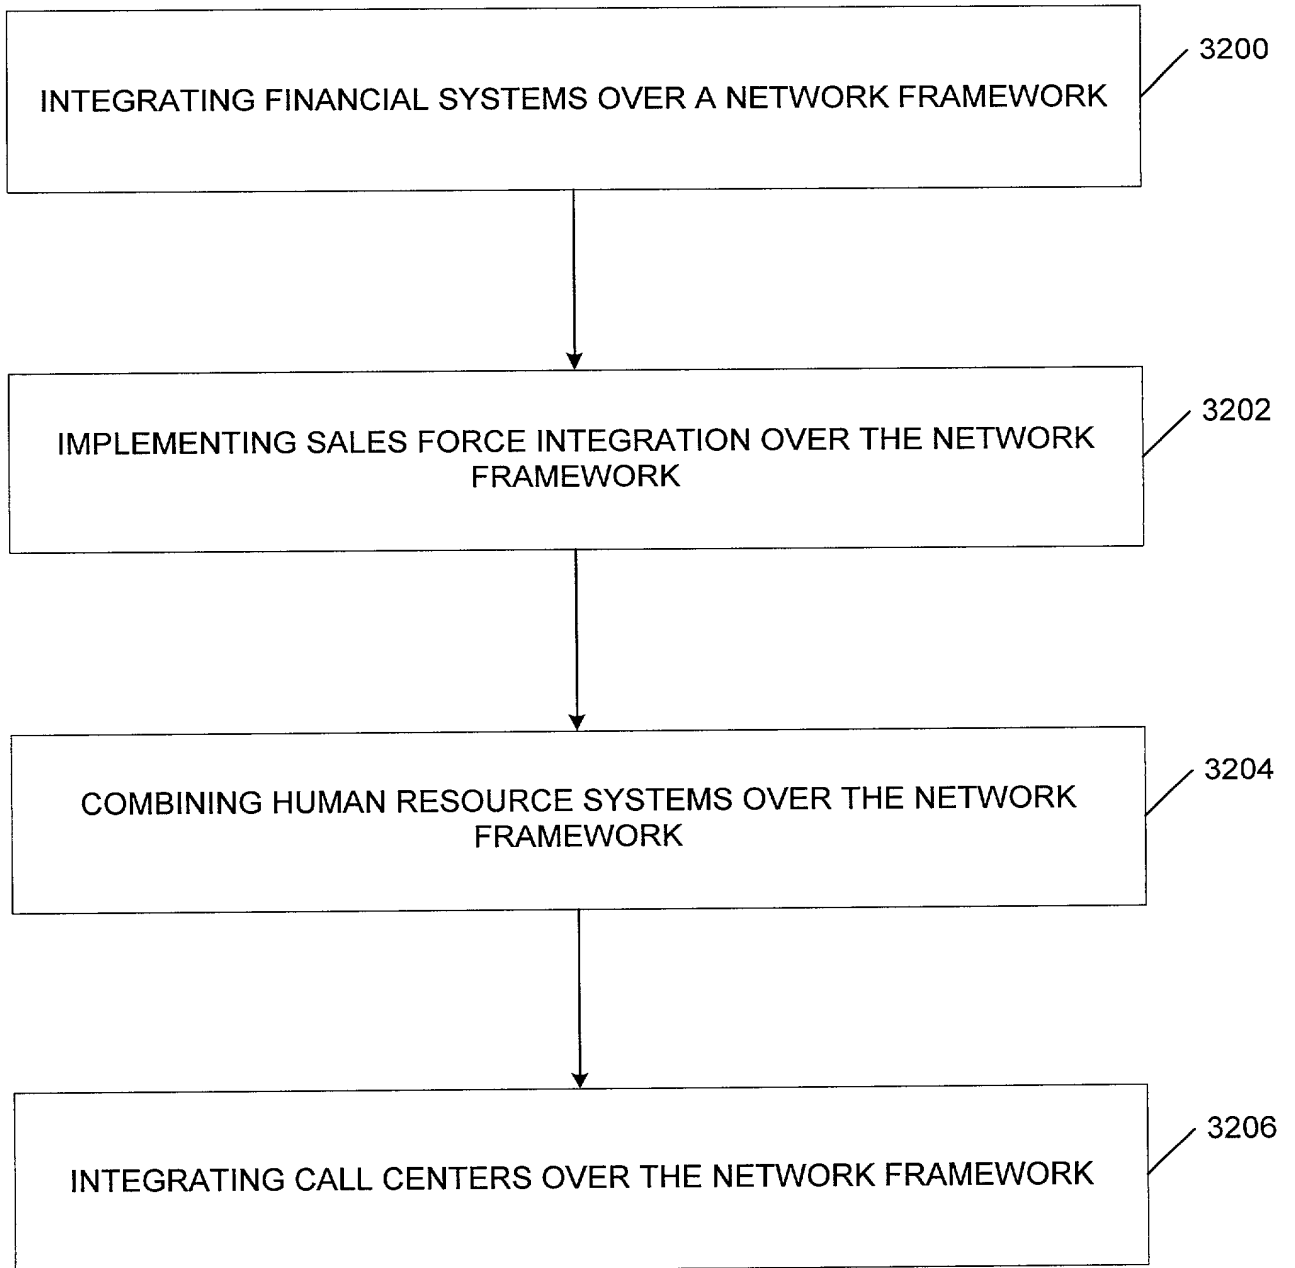 3200
INTEGRATING FINANCIAL SYSTEMS OVER A NETWORK FRAMEWORK
3202
IMPLEMENTING SALES FORCE INTEGRATION OVER THE NETWORK
FRAMEWORK
3204
COMBINING HUMAN RESOURCE SYSTEMS OVER THE NETWORK
FRAMEWORK
3206
INTEGRATING CALL CENTERS OVER THE NETWORK FRAMEWORK